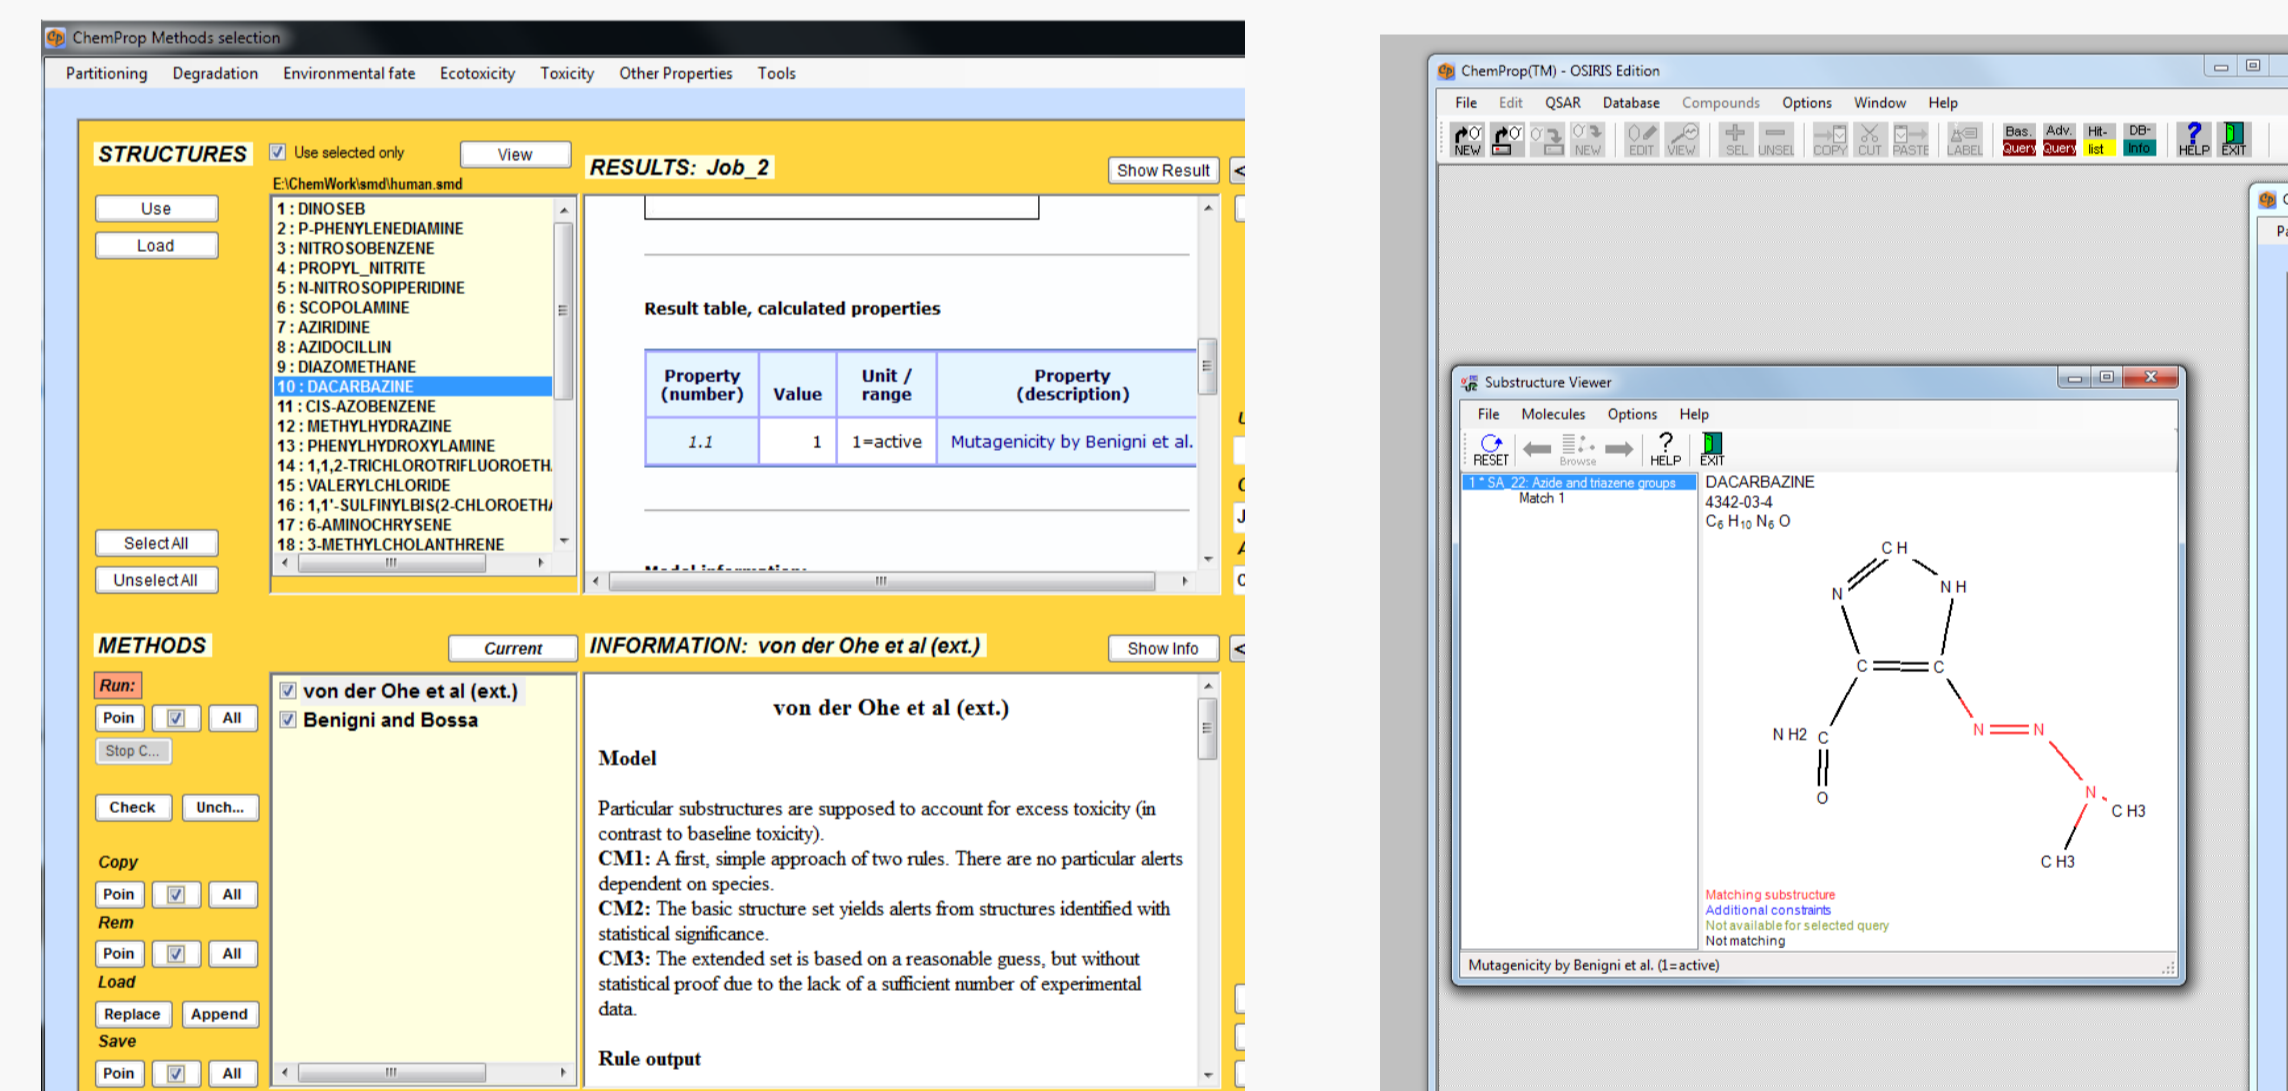 ChemProp Methods selection
Partitioning Degradation Environmental fate Ecotoxicity Toxicity Other Properties Tools
STRUCTURES Use selected only View
E:\ChemWork\smd\human.smd
Use
Load
1 : DINOSEB
2 : P-PHENYLENEDIAMINE
3 : NITROSOBENZENE
4 : PROPYL_NITRITE
5 : N-NITROSOPIPERIDINE
6 : SCOPOLAMINE
7 : AZIRIDINE
8 : AZIDOCILLIN
9 : DIAZOMETHANE
10 : DACARBAZINE
11 : CIS-AZOBENZENE
12 : METHYLHYDRAZINE
13 : PHENYLHYDROXYLAMINE
14 : 1,1,2-TRICHLOROTRIFLUOROETH
15 : VALERYLCHLORIDE
16 : 1,1'-SULFINYLBIS(2-CHLOROETH
17 : 6-AMINOCHRYSENE
18 : 3-METHYLCHOLANTHRENE
Select All
Unselect All
RESULTS: Job_2 Show Result
Result table, calculated properties
Property (number) Value Unit / range Property (description)
1.1 1 1=active Mutagenicity by Benigni et al.
METHODS Current
Run:
Poin All
Stop C...
Check Unch...
Copy
Poin All
Rem
Poin All
Load
Replace Append
Save
Poin All
von der Ohe et al (ext.)
Benigni and Bossa
INFORMATION: von der Ohe et al (ext.) Show Info
von der Ohe et al (ext.)
Model
Particular substructures are supposed to account for excess toxicity (in
contrast to baseline toxicity).
CM1: A first, simple approach of two rules. There are no particular alerts
dependent on species.
CM2: The basic structure set yields alerts from structures identified with
statistical significance.
CM3: The extended set is based on a reasonable guess, but without
statistical proof due to the lack of a sufficient number of experimental
data.
Rule output
ChemProp(TM) - OSIRIS Edition
File Edit QSAR Database Compounds Options Window Help
NEW NEW EDIT VIEW SEL UNSEL COPY CUT PASTE LABEL Bas. Query Adv. Query Hit- list DB- Info HELP EXIT
Substructure Viewer
File Molecules Options Help
RESET Browse HELP EXIT
1 * SA_22: Azide and triazene groups
Match 1
DACARBAZINE
4342-03-4
C6 H10 N6 O
C H
N
N H
C
C
N H2
C
O
N
N
N
C H3
C H3
Matching substructure
Additional constraints
Not available for selected query
Not matching
Mutagenicity by Benigni et al. (1=active)